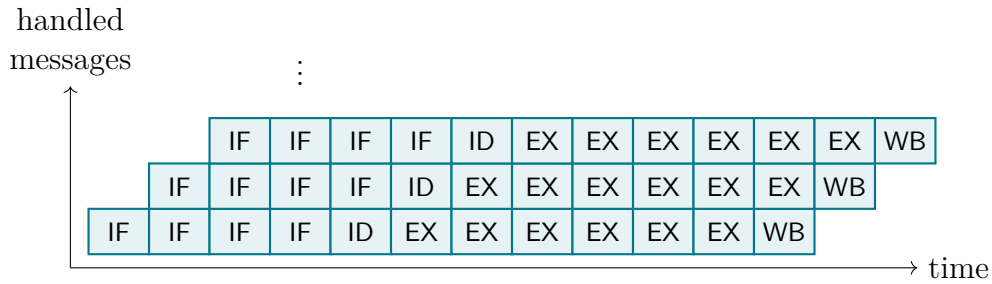 handled
messages
⋮
IF IF IF IF ID EX EX EX EX EX EX WB
IF IF IF IF ID EX EX EX EX EX EX WB
IF IF IF IF ID EX EX EX EX EX EX WB
time